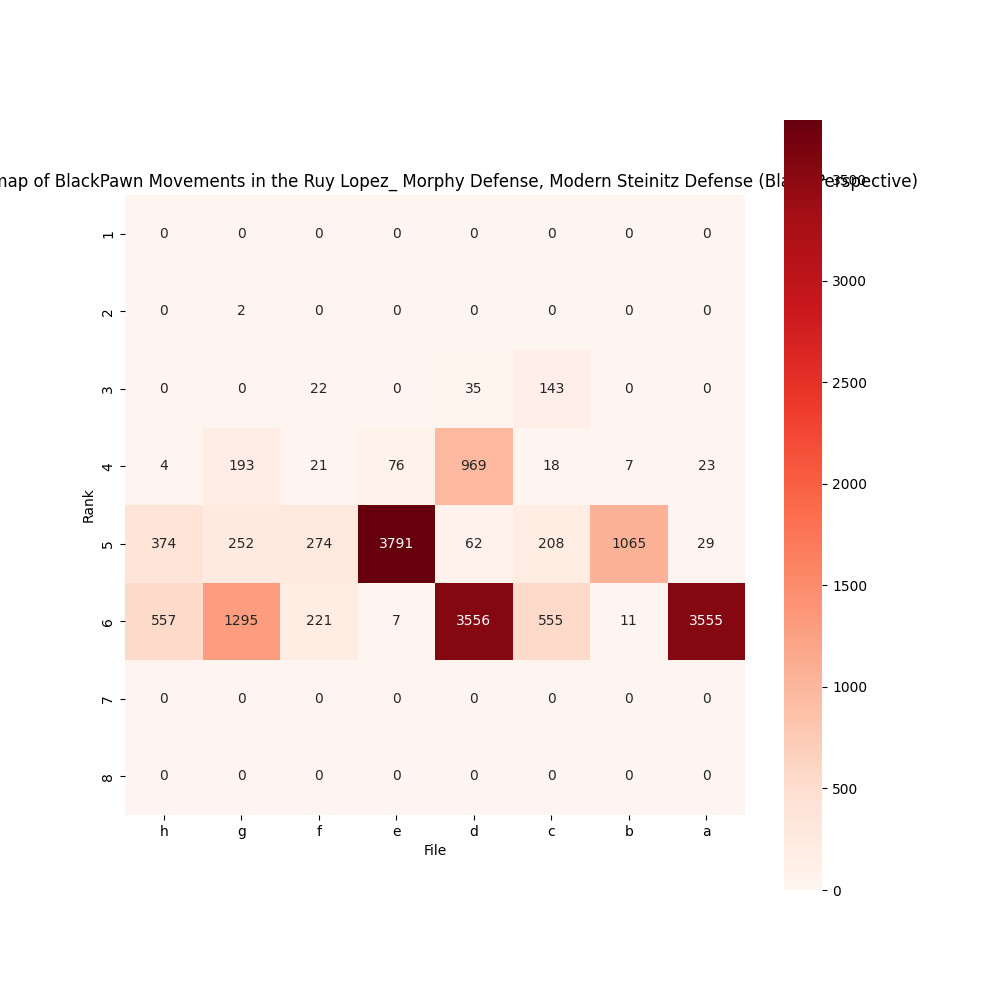 map of BlackPawn Movements in the Ruy Lopez_ Morphy Defense, Modern Steinitz Defense (Black Perspective)
3500
3000
2500
2000
1500
1000
500
0
Rank
1 0 0 0 0 0 0 0 0
2 0 2 0 0 0 0 0 0
3 0 0 22 0 35 143 0 0
4 4 193 21 76 969 18 7 23
5 374 252 274 3791 62 208 1065 29
6 557 1295 221 7 3556 555 11 3555
7 0 0 0 0 0 0 0 0
8 0 0 0 0 0 0 0 0
h g f e d c b a
File